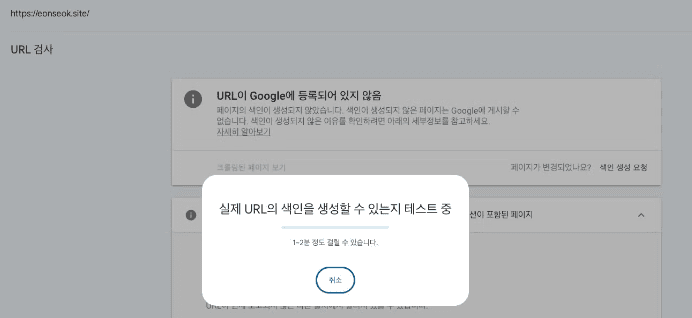 https://eonseok.site/
URL 검사
URL이 Google에 등록되어 있지 않음
페이지의 색인이 생성되지 않았습니다. 색인이 생성되지 않은 페이지는 Google에 게시할 수
없습니다. 색인이 생성되지 않은 이유를 확인하려면 아래의 세부정보를 참고하세요.
자세히 알아보기
크롤링된 페이지 보기
페이지가 변경되었나요? 색인 생성 요청
실제 URL의 색인을 생성할 수 있는지 테스트 중
포함된 페이지
1~2분 정도 걸릴 수 있습니다.
취소